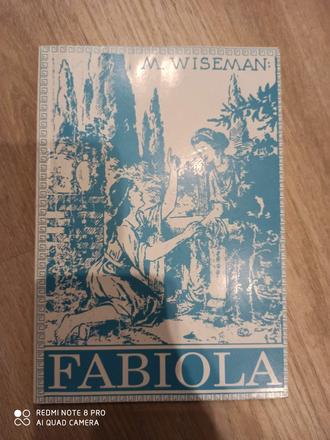 M. WISEMAN:
FABIOLA
REDMI NOTE 8 PRO
AI QUAD CAMERA